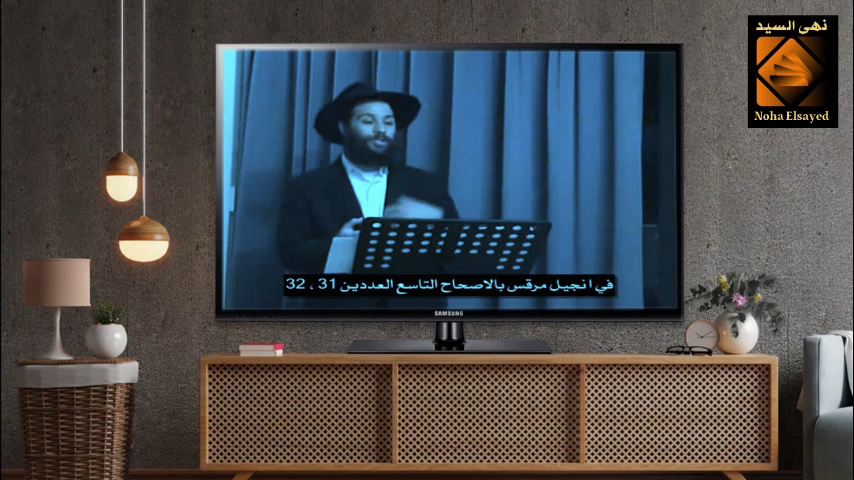 نهى السيد
Noha Elsayed
في انجيل مرقس بالاصحاح التاسع العددين 31 ، 32
SAMSUNG